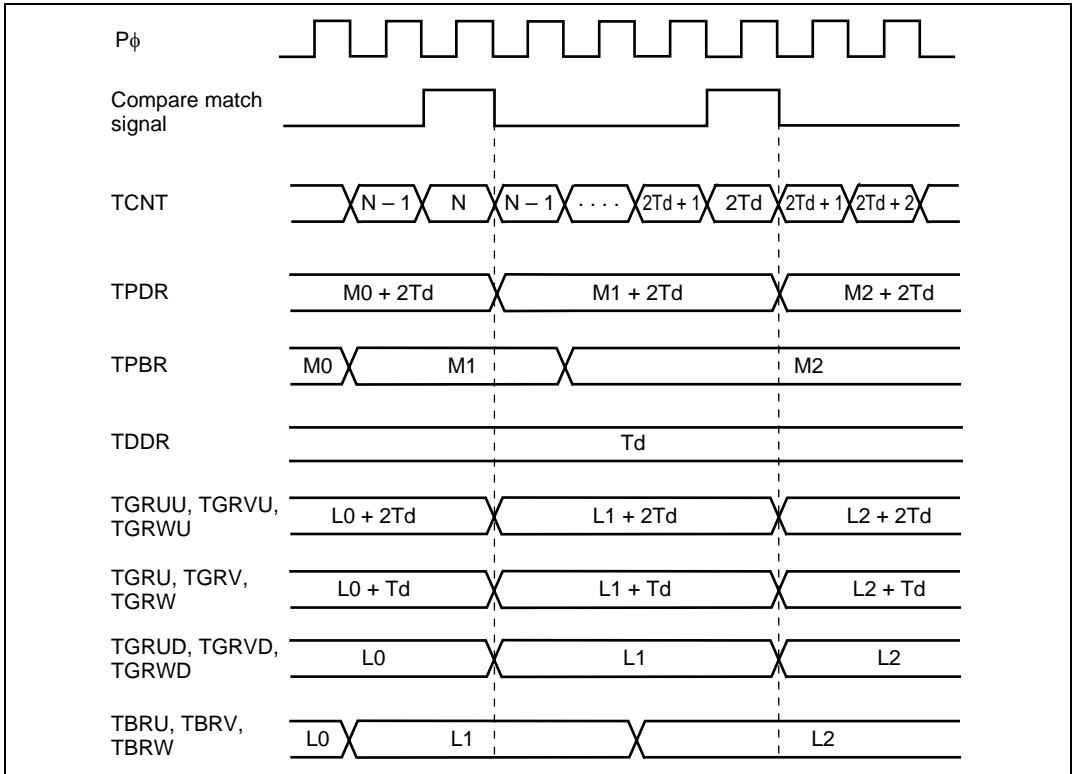 Pϕ
Compare match
signal
TCNT N – 1 N N – 1 · · · · 2Td + 1 2Td 2Td + 1 2Td + 2
TPDR M0 + 2Td M1 + 2Td M2 + 2Td
TPBR M0 M1 M2
TDDR Td
TGRUU, TGRVU,
TGRWU L0 + 2Td L1 + 2Td L2 + 2Td
TGRU, TGRV,
TGRW L0 + Td L1 + Td L2 + Td
TGRUD, TGRVD,
TGRWD L0 L1 L2
TBRU, TBRV,
TBRW L0 L1 L2